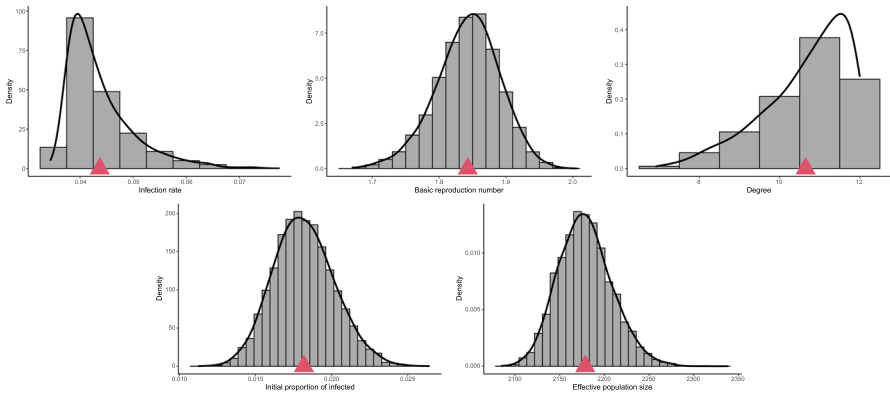 Density
100
75
50
25
0
0.04 0.05 0.06 0.07
Infection rate
Density
7.5
5.0
2.5
0.0
1.7 1.8 1.9 2.0
Basic reproduction number
Density
0.4
0.3
0.2
0.1
0.0
8 10 12
Degree
Density
200
150
100
50
0
0.010 0.015 0.020 0.025
Initial proportion of infected
Density
0.010
0.005
0.000
2100 2150 2200 2250 2300 2350
Effective population size